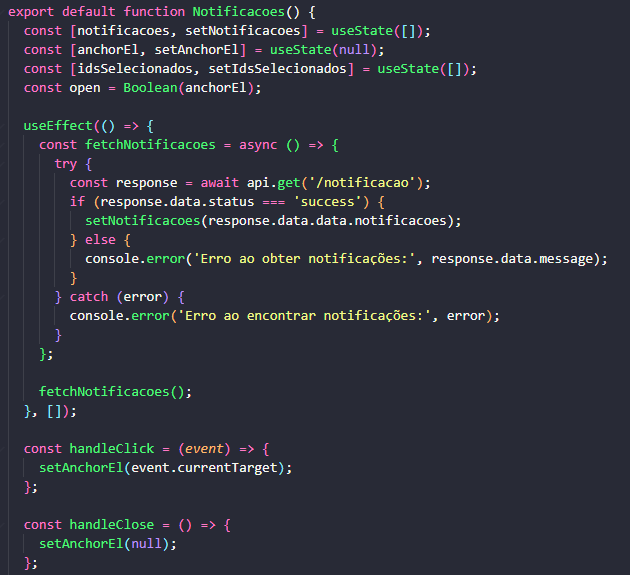 export default function Notificacoes() {
const [notificacoes, setNotificacoes] = useState([]);
const [anchorEl, setAnchorEl] = useState(null);
const [idsSelecionados, setIdsSelecionados] = useState([]);
const open = Boolean(anchorEl);
useEffect(() => {
const fetchNotificacoes = async () => {
try {
const response = await api.get('/notificacao');
if (response.data.status === 'success') {
setNotificacoes(response.data.data.notificacoes);
} else {
console.error('Erro ao obter notificações:', response.data.message);
}
} catch (error) {
console.error('Erro ao encontrar notificações:', error);
}
};
fetchNotificacoes();
}, []);
const handleClick = (event) => {
setAnchorEl(event.currentTarget);
};
const handleClose = () => {
setAnchorEl(null);
};